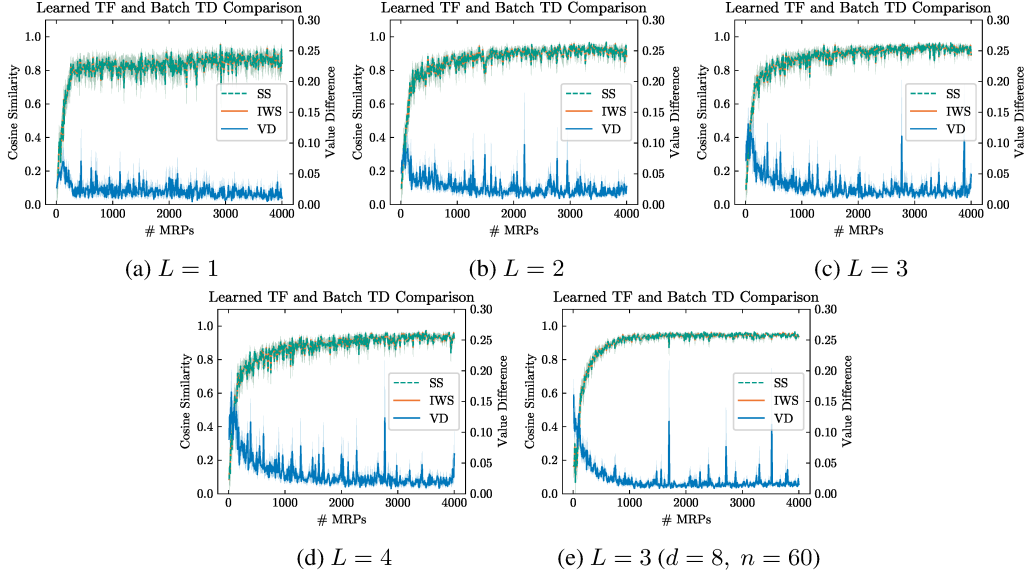 Learned TF and Batch TD Comparison
Learned TF and Batch TD Comparison
Learned TF and Batch TD Comparison
1.0
0.8
0.6
0.4
0.2
0.0
Cosine Similarity
0.30
0.25
0.20
0.15
0.10
0.05
0.00
Value Difference
SS
IWS
VD
0
1000
2000
3000
4000
# MRPs
1.0
0.8
0.6
0.4
0.2
0.0
Cosine Similarity
0.30
0.25
0.20
0.15
0.10
0.05
0.00
Value Difference
SS
IWS
VD
0
1000
2000
3000
4000
# MRPs
1.0
0.8
0.6
0.4
0.2
0.0
Cosine Similarity
0.30
0.25
0.20
0.15
0.10
0.05
0.00
Value Difference
SS
IWS
VD
0
1000
2000
3000
4000
# MRPs
(a) L = 1
(b) L = 2
(c) L = 3
Learned TF and Batch TD Comparison
Learned TF and Batch TD Comparison
1.0
0.8
0.6
0.4
0.2
0.0
Cosine Similarity
0.30
0.25
0.20
0.15
0.10
0.05
0.00
Value Difference
SS
IWS
VD
0
1000
2000
3000
4000
# MRPs
1.0
0.8
0.6
0.4
0.2
0.0
Cosine Similarity
0.30
0.25
0.20
0.15
0.10
0.05
0.00
Value Difference
SS
IWS
VD
0
1000
2000
3000
4000
# MRPs
(d) L = 4
(e) L = 3 (d = 8, n = 60)